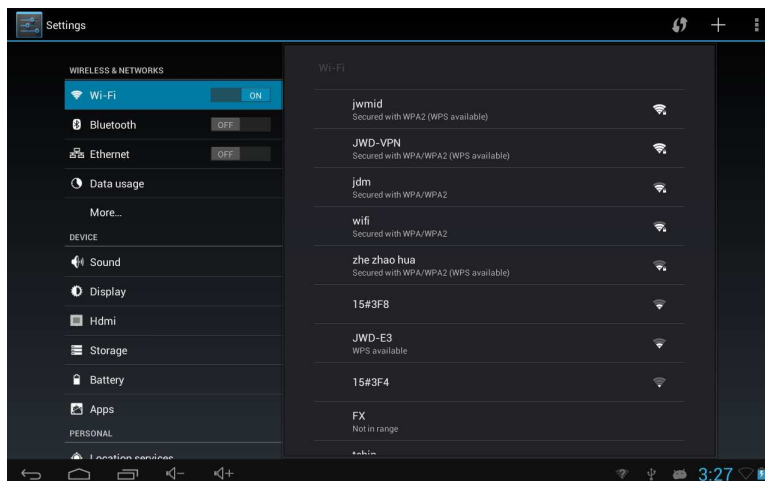 Settings
WIRELESS & NETWORKS
Wi-Fi ON
Bluetooth OFF
Ethernet OFF
Data usage
More...
DEVICE
Sound
Display
Hdmi
Storage
Battery
Apps
PERSONAL
Location services
Wi-Fi
jwmid
Secured with WPA2 (WPS available)
JWD-VPN
Secured with WPA/WPA2 (WPS available)
jdm
Secured with WPA/WPA2
wifi
Secured with WPA/WPA2
zhe zhao hua
Secured with WPA/WPA2 (WPS available)
15#3F8
JWD-E3
WPS available
15#3F4
FX
Not in range
3:27